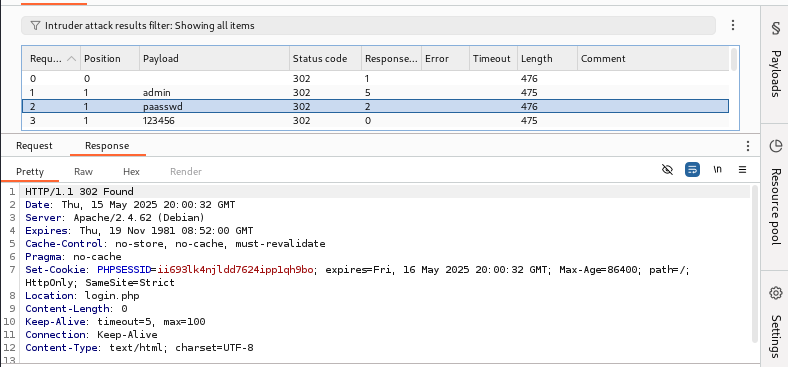 Intruder attack results filter: Showing all items
Requ... Position Payload Status code Response... Error Timeout Length Comment
0 0 302 1 476
1 1 admin 302 5 475
2 1 paasswd 302 2 476
3 1 123456 302 0 475
Request Response
Pretty Raw Hex Render \n
1 HTTP/1.1 302 Found
2 Date: Thu, 15 May 2025 20:00:32 GMT
3 Server: Apache/2.4.62 (Debian)
4 Expires: Thu, 19 Nov 1981 08:52:00 GMT
5 Cache-Control: no-store, no-cache, must-revalidate
6 Pragma: no-cache
7 Set-Cookie: PHPSESSID=ii693lk4njldd7624ipplqh9bo; expires=Fri, 16 May 2025 20:00:32 GMT; Max-Age=86400; path=/;
HttpOnly; SameSite=Strict
8 Location: login.php
9 Content-Length: 0
10 Keep-Alive: timeout=5, max=100
11 Connection: Keep-Alive
12 Content-Type: text/html; charset=UTF-8
13
Payloads
Resource pool
Settings